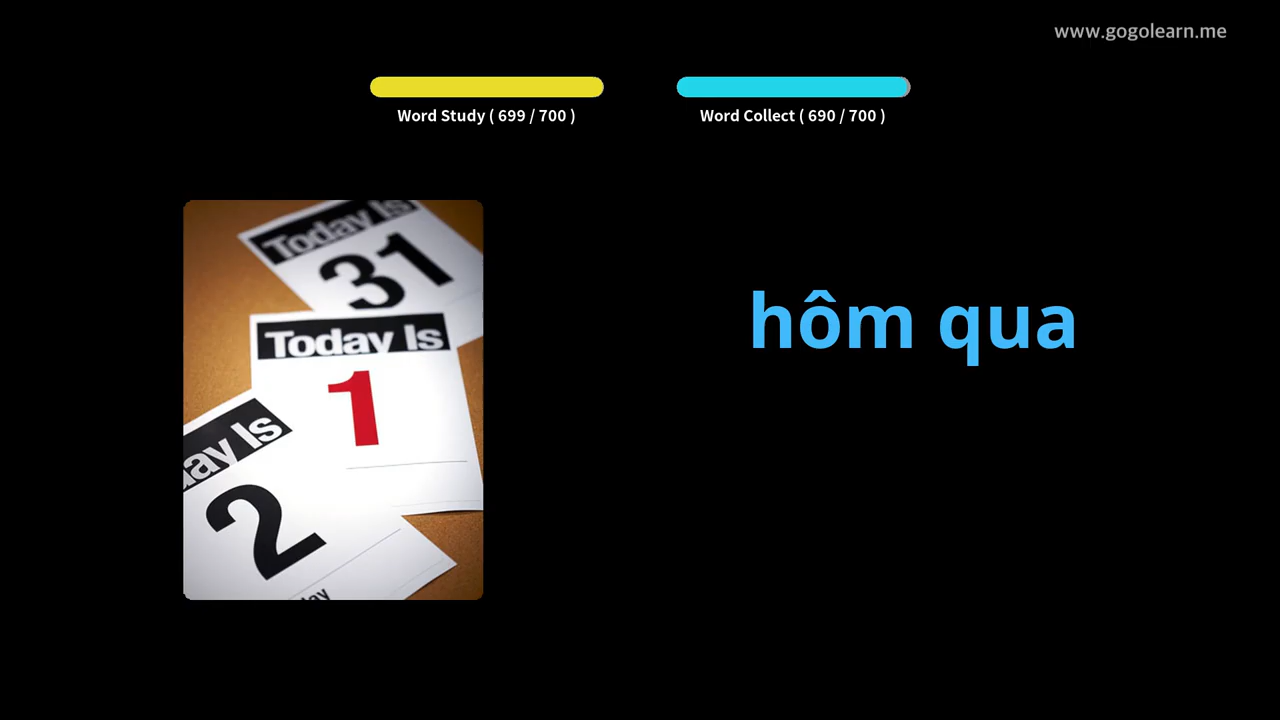 www.gogolearn.me
Word Study ( 699 / 700 )
Word Collect ( 690 / 700 )
Today Is
31
hôm qua
Today Is
1
ay Is
2
ay